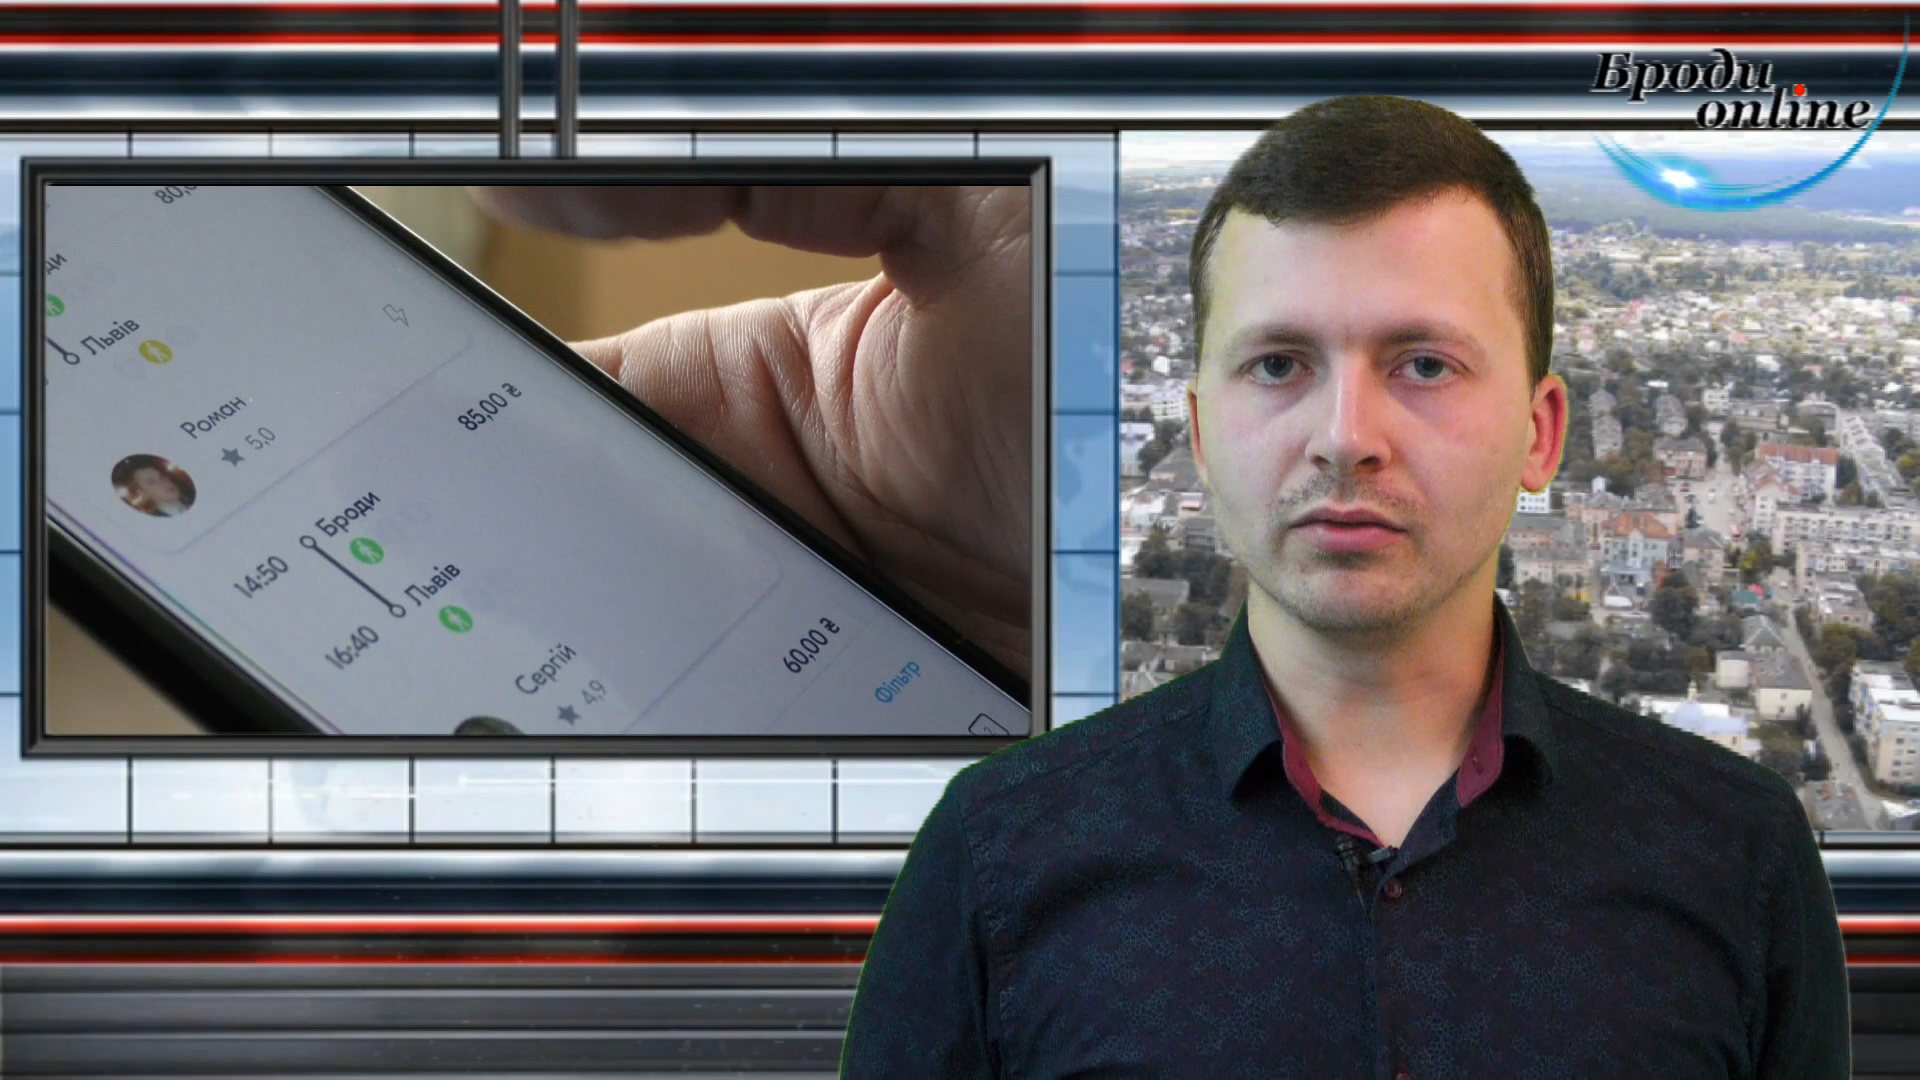 Броди
online
80,
ди
Львів
Роман
5,0
85,00 ₴
14:50 Броди
16:40 Львів
Сергій
4,9
60,00 ₴
Фільтр